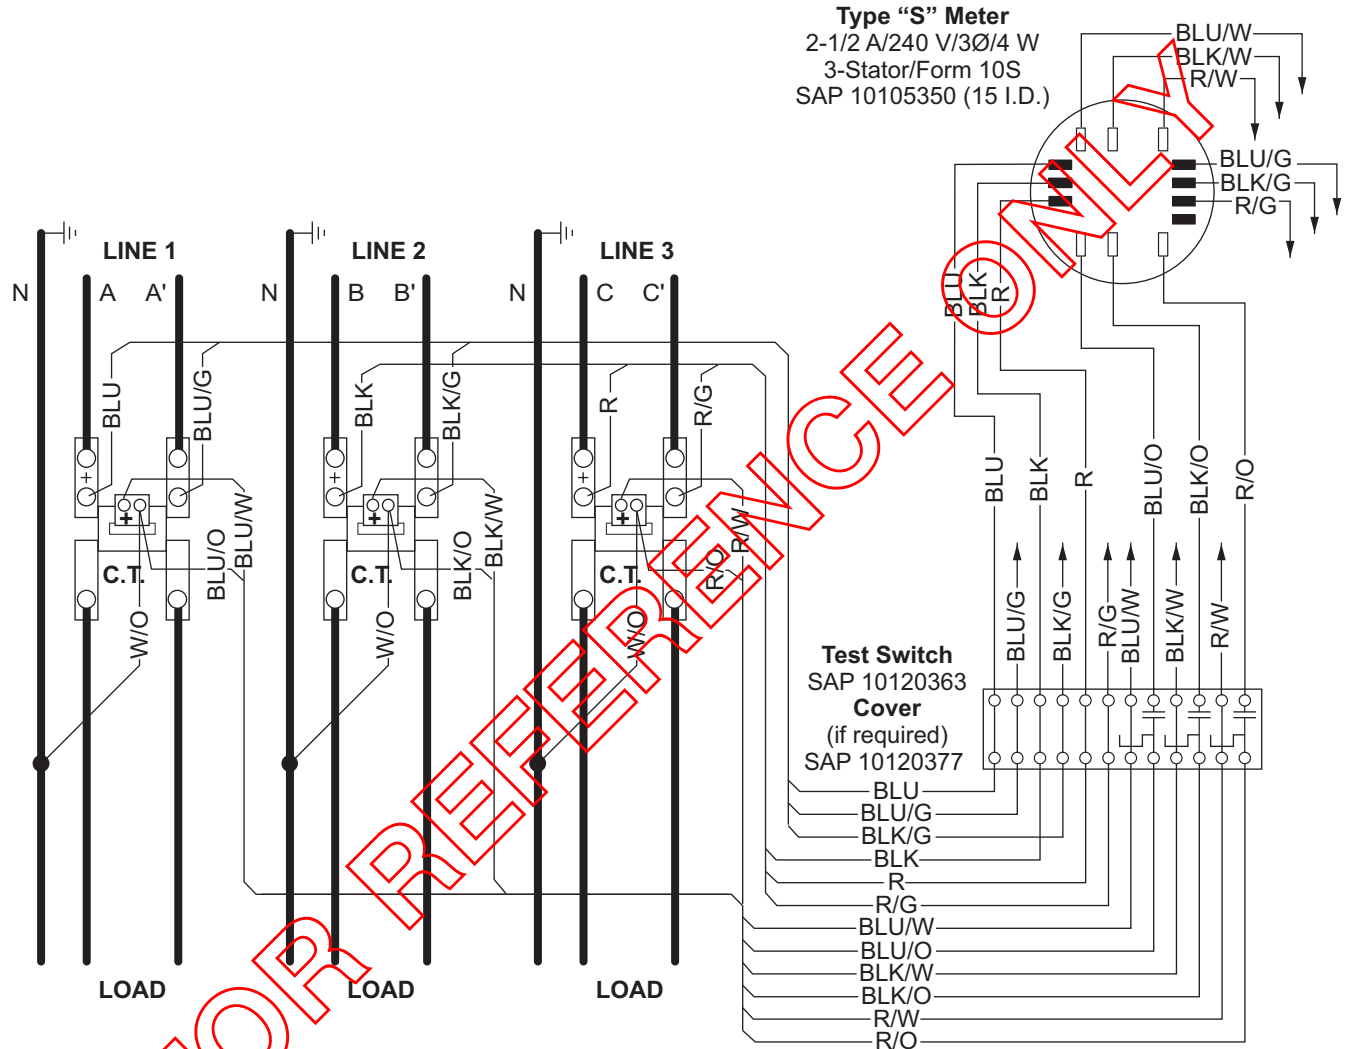 Type “S” Meter
2-1/2 A/240 V/3Ø/4 W
3-Stator/Form 10S
SAP 10105350 (15 I.D.)
BLU/W
BLK/W
R/W
BLU/G
BLK/G
R/G
LINE 1
LINE 2
LINE 3
N
A
A'
N
B
B'
N
C
C'
BLU
BLK
R
BLU
BLU/G
BLK
BLK/G
R
R/G
+
+
+
+
+
+
C.T.
C.T.
C.T.
BLU/O
BLU/W
BLK/O
BLK/W
R/O
R/W
W/O
W/O
W/O
BLU
BLK
R
BLU/O
BLK/O
R/O
BLU/G
BLK/G
R/G
BLU/W
BLK/W
R/W
Test Switch
SAP 10120363
Cover
(if required)
SAP 10120377
BLU
BLU/G
BLK/G
BLK
R
R/G
BLU/W
BLU/O
BLK/W
BLK/O
R/W
R/O
LOAD
LOAD
LOAD
FOR REFERENCE ONLY